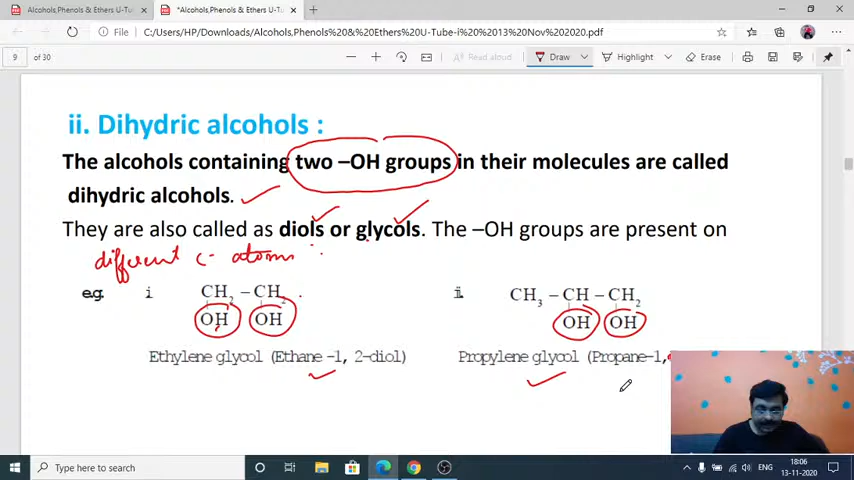 Alcohols,Phenols & Ethers U-Tub
*Alcohols,Phenols & Ethers U-T
File
C:/Users/HP/Downloads/Alcohols,Phenols%20&%20Ethers%20U-Tube-i%2013%20Nov%202020.pdf
9 of 30
Read aloud
Draw
Highlight
Erase
ii. Dihydric alcohols :
The alcohols containing two –OH groups in their molecules are called
dihydric alcohols.
They are also called as diols or glycols. The –OH groups are present on
different c- atoms
e.g. i CH2 – CH2 ii. CH3 – CH – CH2
OH OH OH OH
Ethylene glycol (Ethane -1, 2-diol) Propylene glycol (Propane-1,
Type here to search
ENG
18:06
13-11-2020